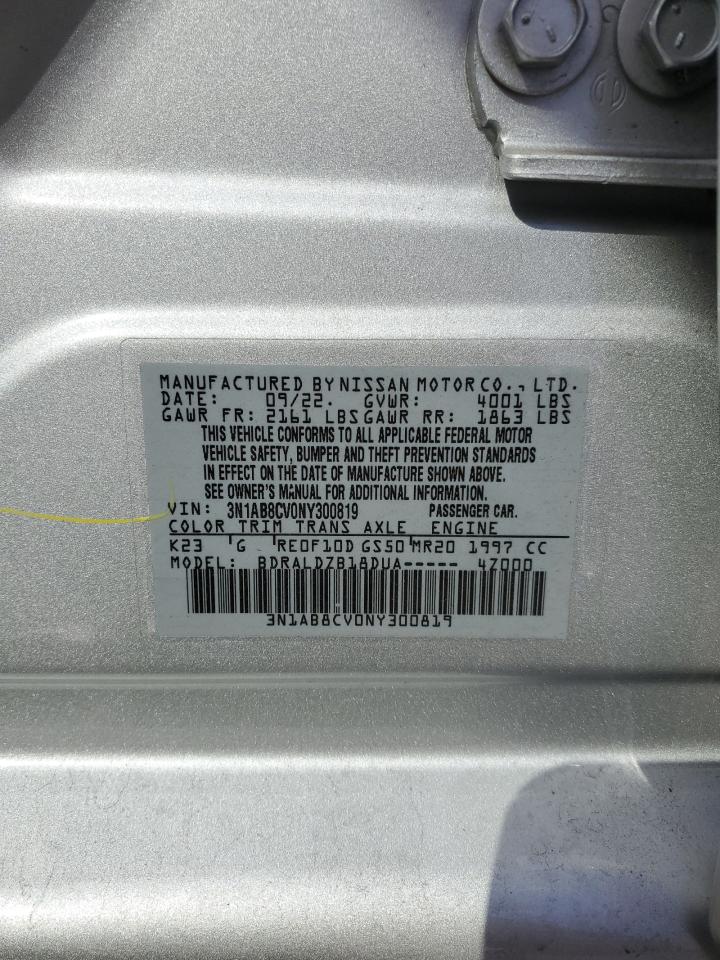 MANUFACTURED BY NISSAN MOTOR CO., LTD.
DATE: 09/22. GVWR: 4001 LBS
GAWR FR: 2161 LBS GAWR RR: 1863 LBS
THIS VEHICLE CONFORMS TO ALL APPLICABLE FEDERAL MOTOR
VEHICLE SAFETY, BUMPER AND THEFT PREVENTION STANDARDS
IN EFFECT ON THE DATE OF MANUFACTURE SHOWN ABOVE.
SEE OWNER'S MANUAL FOR ADDITIONAL INFORMATION.
VIN: 3N1AB8CV0NY300819 PASSENGER CAR.
COLOR TRIM TRANS AXLE ENGINE
K23 G RE0F10D GS50 MR20 1997 CC
MODEL: BDRALDZB18DUA----- 47000
3N1AB8CV0NY300819